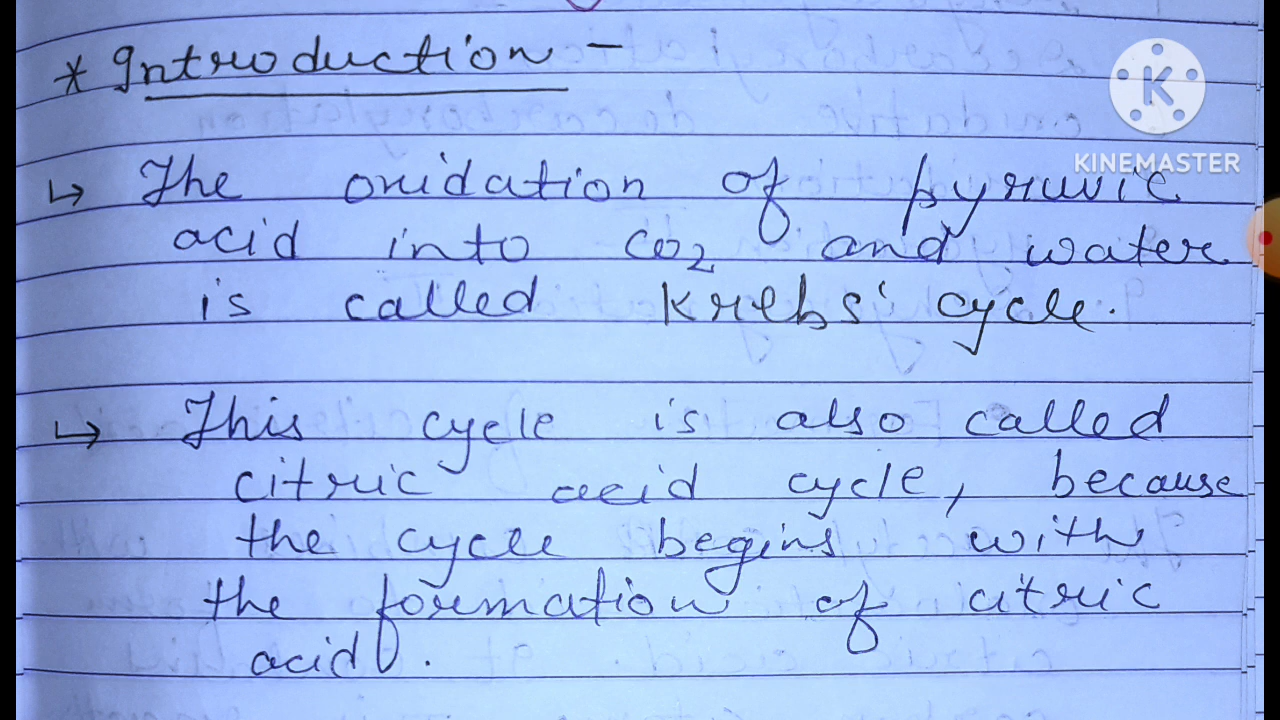 * Introduction -
K
KINEMASTER
↳ The oxidation of pyruvic
acid into CO₂ and water
is called Krebs' cycle.
↳ This cycle is also called
citric acid cycle, because
the cycle begins with
the formation of citric
acid.